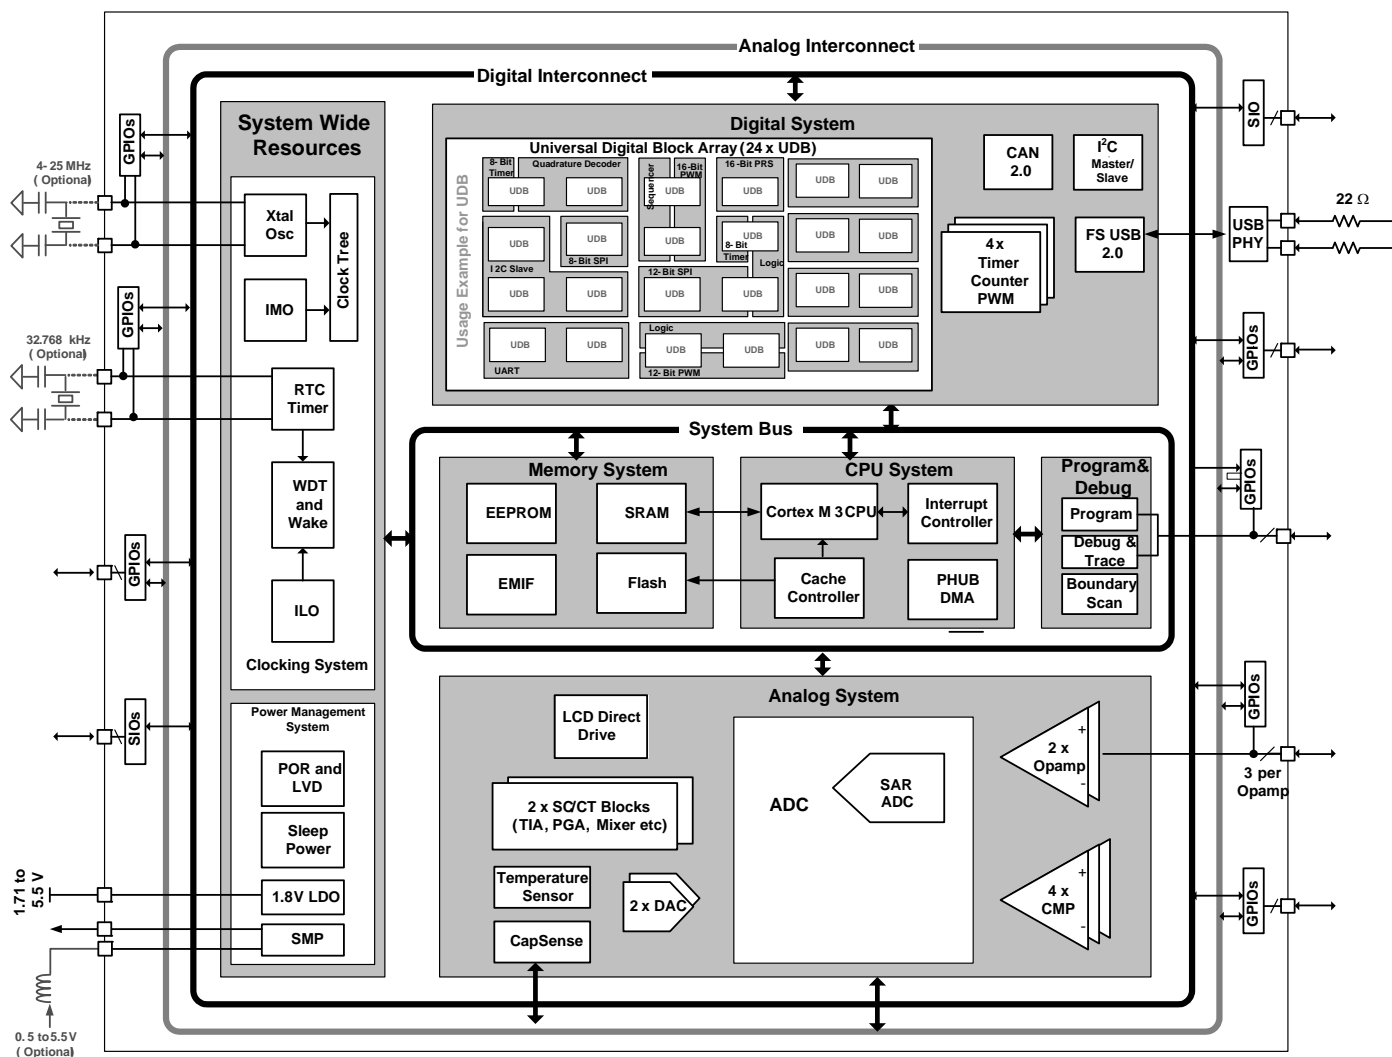 Analog Interconnect
Digital Interconnect
System Wide
Resources
4- 25 MHz
( Optional)
GPIOs
Xtal
Osc
Clock Tree
IMO
32.768 kHz
( Optional)
GPIOs
RTC
Timer
WDT
and
Wake
GPIOs
ILO
Clocking System
Power Management
System
SIOs
POR and
LVD
Sleep
Power
1.71 to
5.5 V
1.8V LDO
SMP
0. 5 to 5.5 V
( Optional)
Digital System
Universal Digital Block Array (24 x UDB)
Usage Example for UDB
8- Bit
Timer
Quadrature Decoder
Sequencer
16-Bit
PWM
16 -Bit PRS
UDB
UDB
UDB
UDB
UDB
UDB
UDB
UDB
UDB
UDB
UDB
UDB
I 2C Slave
8- Bit SPI
12- Bit SPI
8- Bit
Timer
Logic
UDB
UDB
UDB
UDB
UDB
UDB
Logic
UDB
UDB
UDB
UDB
UDB
UDB
UART
12- Bit PWM
CAN
2.0
I2C
Master/
Slave
4 x
Timer
Counter
PWM
FS USB
2.0
SIO
22 Ω
USB
PHY
GPIOs
System Bus
Memory System
EEPROM
SRAM
EMIF
Flash
CPU System
Cortex M 3 CPU
Interrupt
Controller
Cache
Controller
PHUB
DMA
Program&
Debug
Program
Debug &
Trace
Boundary
Scan
GPIOs
Analog System
LCD Direct
Drive
2 x SC/CT Blocks
(TIA, PGA, Mixer etc)
Temperature
Sensor
2 x DAC
CapSense
ADC
SAR
ADC
+
2 x
Opamp
-
+
4 x
CMP
-
GPIOs
3 per
Opamp
GPIOs